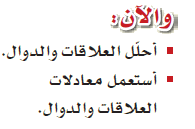 والآن:
أحلّل العلاقات والدوال.
أستعمل معادلات
العلاقات والدوال.